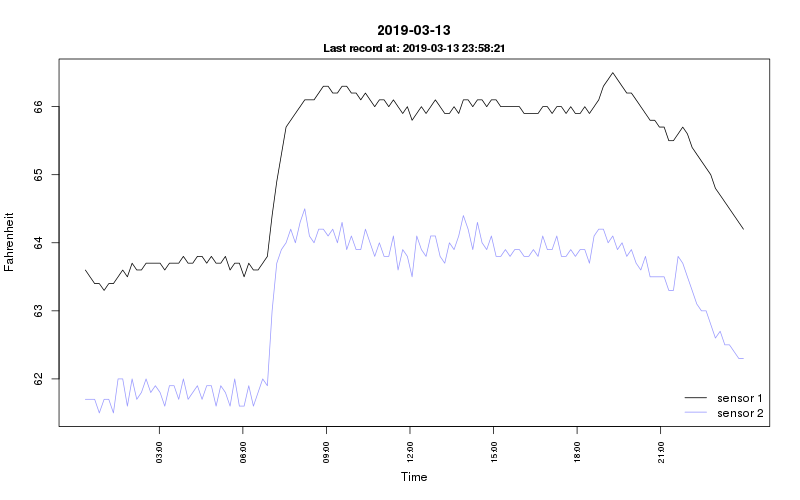 2019-03-13
Last record at: 2019-03-13 23:58:21
Fahrenheit
66
65
64
63
62
sensor 1
sensor 2
03:00 06:00 09:00 12:00 15:00 18:00 21:00
Time